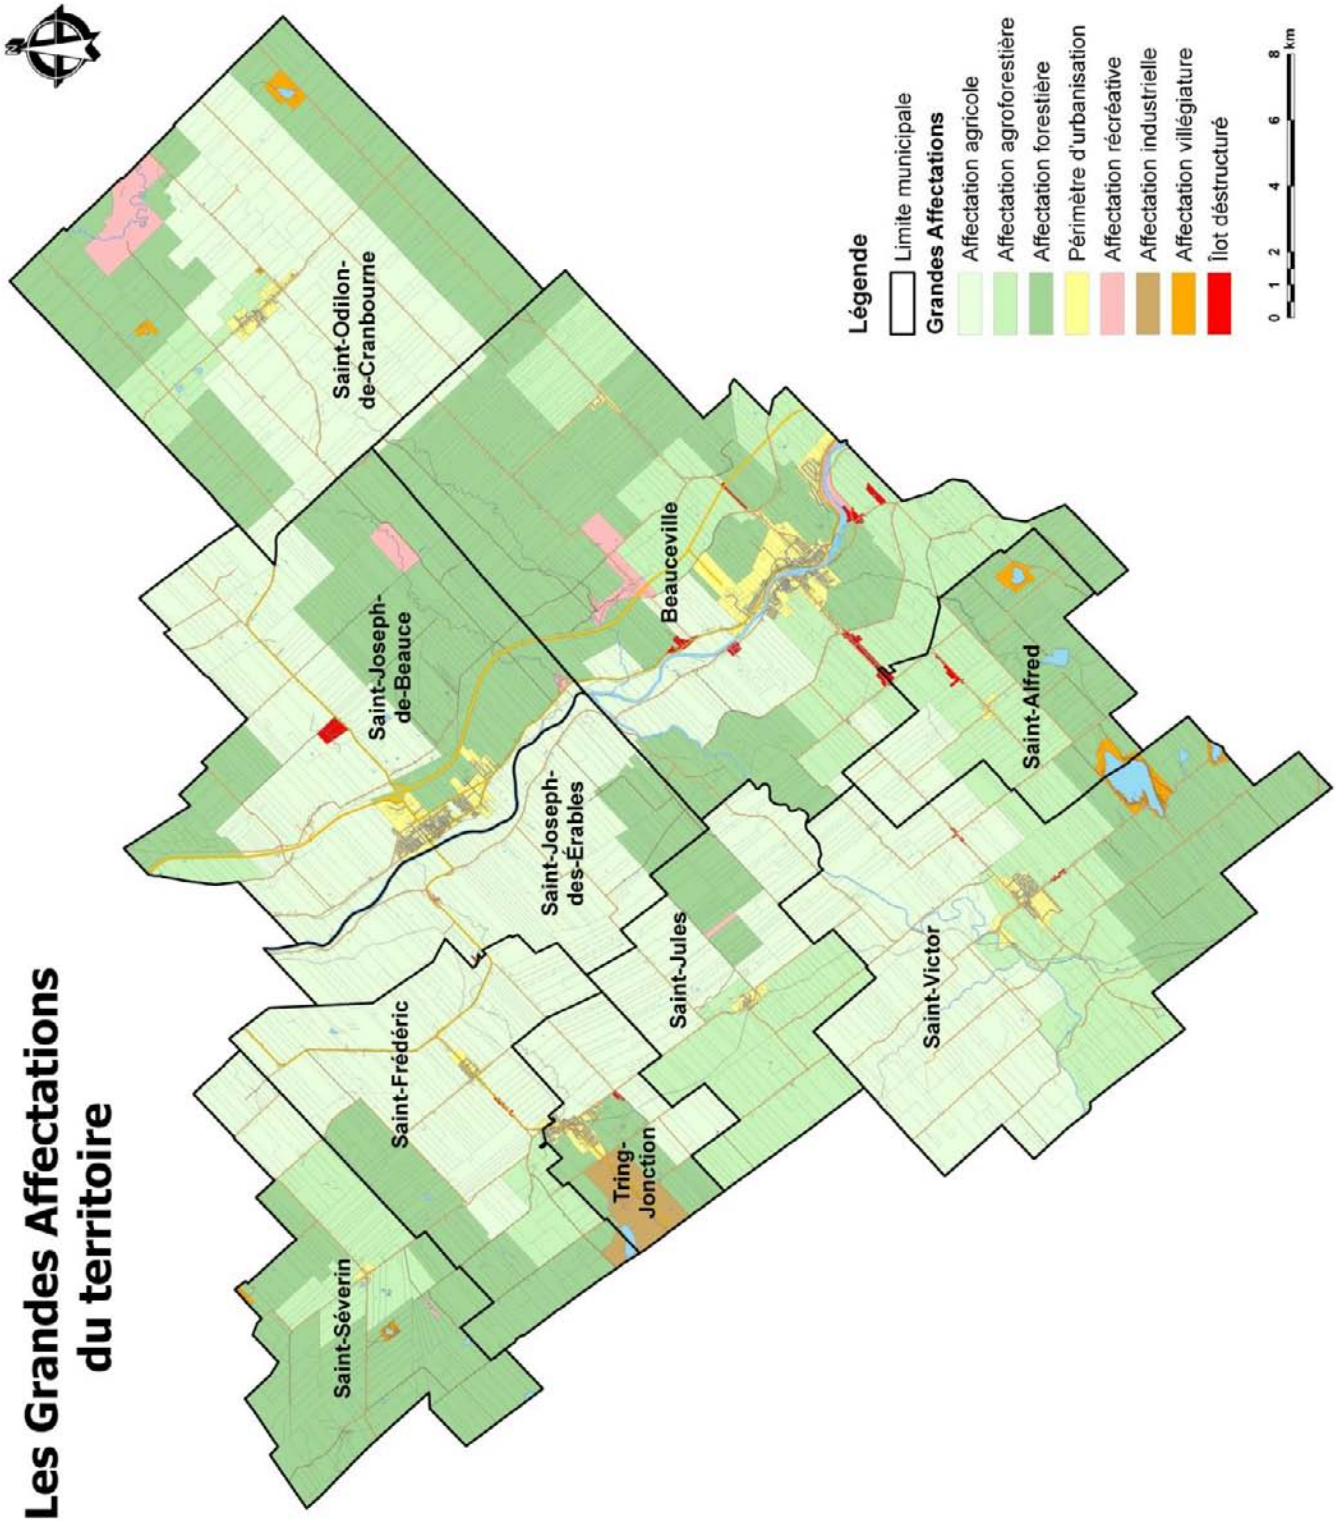 Les Grandes Affectations
du territoire
N
Saint-Odilon-
de-Cranbourne
Saint-Joseph-
de-Beauce
Beauceville
Saint-Joseph-
des-Érables
Saint-Frédéric
Saint-Séverin
Tring-
Jonction
Saint-Jules
Saint-Victor
Saint-Alfred
Légende
Limite municipale
Grandes Affectations
Affectation agricole
Affectation agroforestière
Affectation forestière
Périmètre d'urbanisation
Affectation récréative
Affectation industrielle
Affectation villégiature
Îlot déstructuré
0 1 2 4 6 8
km